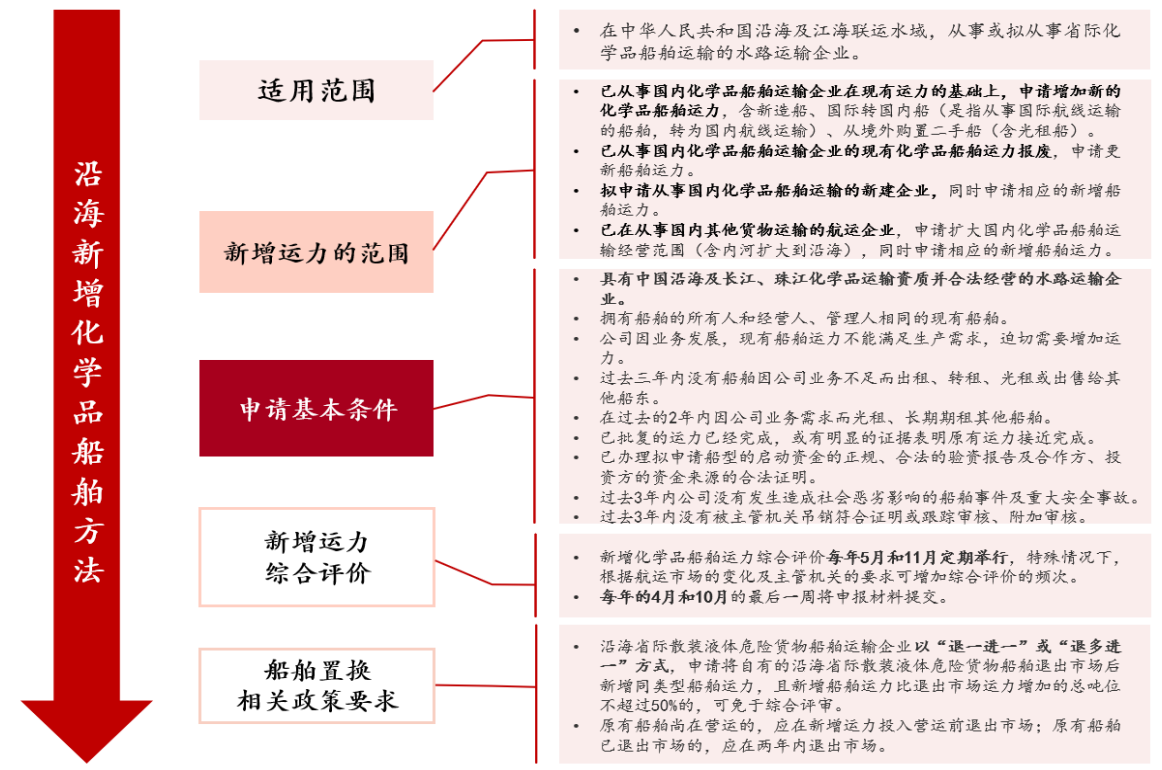 沿海新增化学品船舶方法
适用范围
• 在中华人民共和国沿海及江海联运水域，从事或拟从事省际化
学品船舶运输的水路运输企业。
新增运力的范围
• 已从事国内化学品船舶运输企业在现有运力的基础上，申请增加新的
化学品船舶运力，含新造船、国际转国内船（是指从事国际航线运输
的船舶，转为国内航线运输）、从境外购置二手船（含光租船）。
• 已从事国内化学品船舶运输企业的现有化学品船舶运力报废，申请更
新船舶运力。
• 拟申请从事国内化学品船舶运输的新建企业，同时申请相应的新增船
舶运力。
• 已在从事国内其他货物运输的航运企业，申请扩大国内化学品船舶运
输经营范围（含内河扩大到沿海），同时申请相应的新增船舶运力。
申请基本条件
• 具有中国沿海及长江、珠江化学品运输资质并合法经营的水路运输企
业。
• 拥有船舶的所有人和经营人、管理人相同的现有船舶。
• 公司因业务发展，现有船舶运力不能满足生产需求，迫切需要增加运
力。
• 过去三年内没有船舶因公司业务不足而出租、转租、光租或出售给其
他船东。
• 在过去的2年内因公司业务需求而光租、长期期租其他船舶。
• 已批复的运力已经完成，或有明显的证据表明原有运力接近完成。
• 已办理拟申请船型的启动资金的正规、合法的验资报告及合作方、投
资方的资金来源的合法证明。
• 过去3年内公司没有发生造成社会恶劣影响的船舶事件及重大安全事故。
• 过去3年内没有被主管机关吊销符合证明或跟踪审核、附加审核。
新增运力
综合评价
• 新增化学品船舶运力综合评价每年5月和11月定期举行，特殊情况下，
根据航运市场的变化及主管机关的要求可增加综合评价的频次。
• 每年的4月和10月的最后一周将申报材料提交。
船舶置换
相关政策要求
• 沿海省际散装液体危险货物船舶运输企业以“退一进一”或“退多进
一”方式，申请将自有的沿海省际散装液体危险货物船舶退出市场后
新增同类型船舶运力，且新增船舶运力比退出市场运力增加的总吨位
不超过50%的，可免于综合评审。
• 原有船舶尚在营运的，应在新增运力投入营运前退出市场；原有船舶
已退出市场的，应在两年内退出市场。